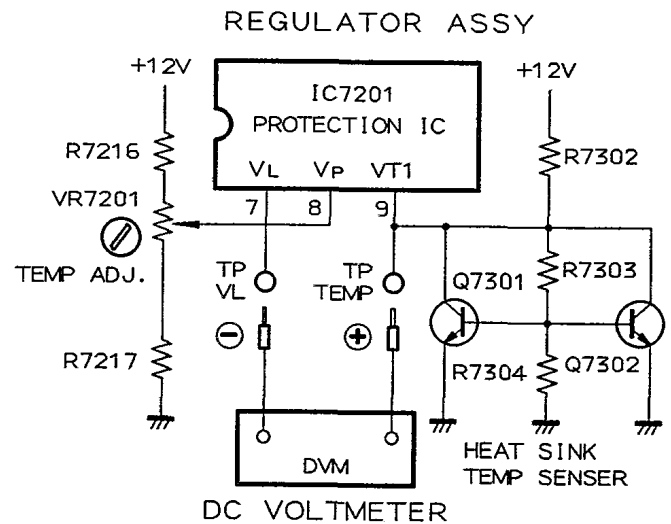 REGULATOR ASSY
+12V
+12V
IC7201
PROTECTION IC
R7216
R7302
VL VP VT1
VR7201
7 8 9
TEMP ADJ.
TP VL
TP TEMP
Q7301
R7303
R7217
R7304
Q7302
DVM
HEAT SINK
TEMP SENSER
DC VOLTMETER